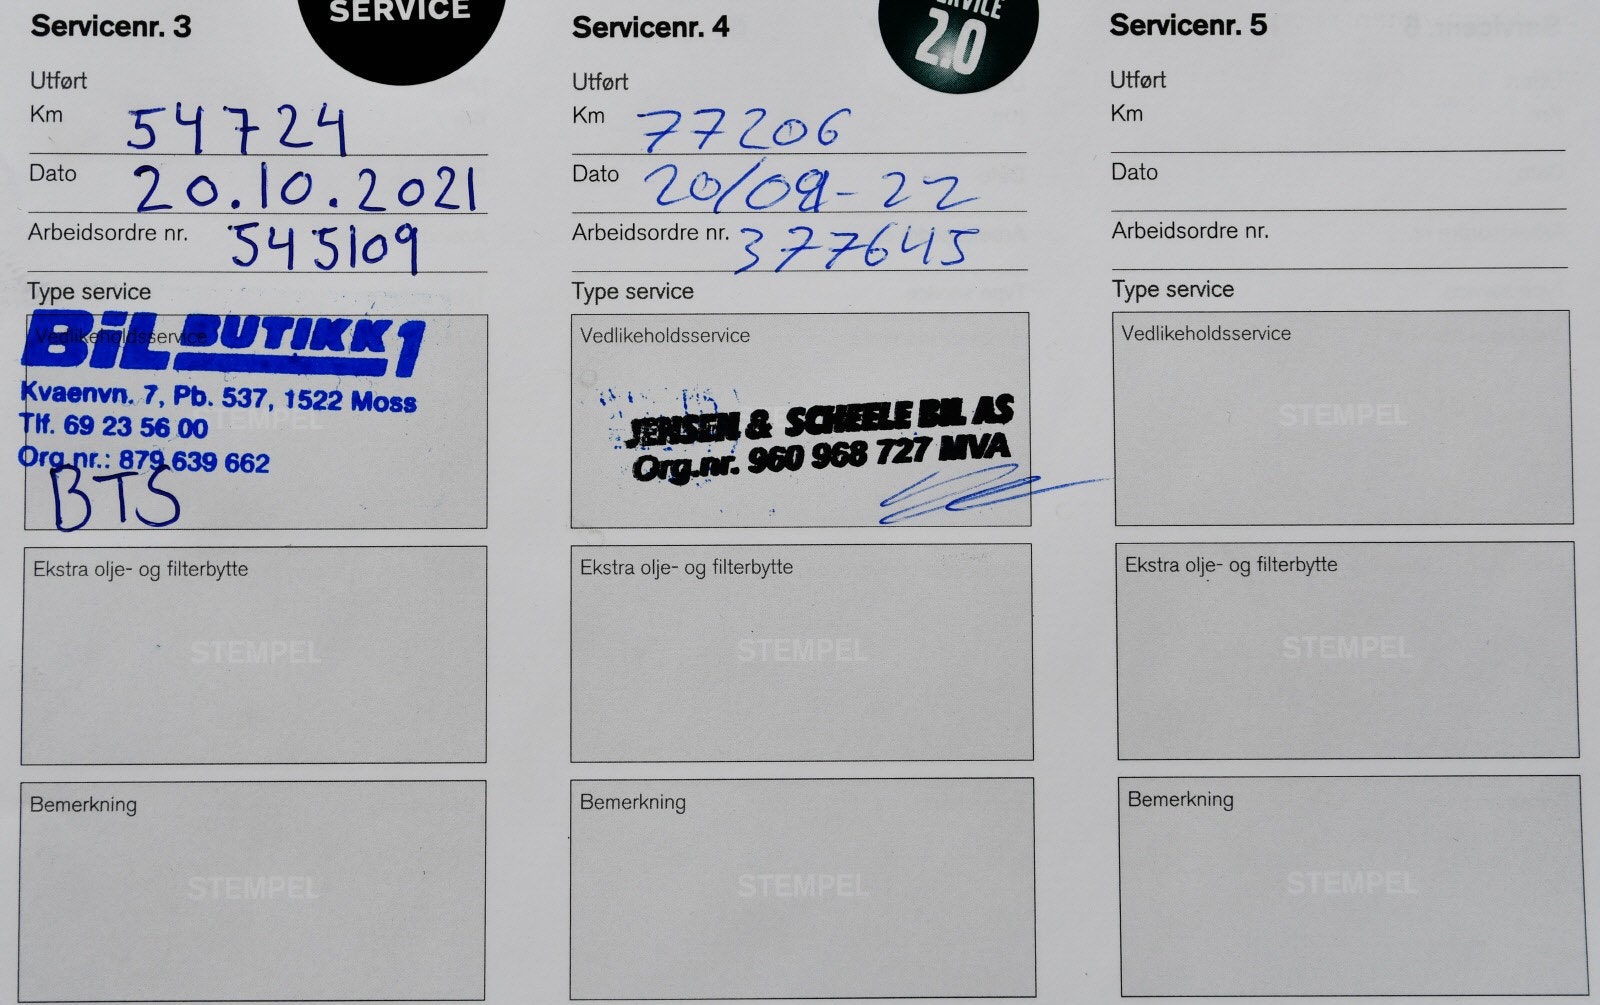 SERVICE
Servicenr. 3
Utført
Km 54724
Dato 20.10.2021
Arbeidsordre nr. 545109
Type service
Vedlikeholdsservice
BİLBUTIKK1
Kvaenvn. 7, Pb. 537, 1522 Moss
Tlf. 69 23 56 00
Org.nr.: 879 639 662
STEMPEL
BTS
Ekstra olje- og filterbytte
STEMPEL
Bemerkning
STEMPEL
SERVICE
2.0
Servicenr. 4
Utført
Km 77206
Dato 20/09-22
Arbeidsordre nr. 377645
Type service
Vedlikeholdsservice
JENSEN & SCHEELE BIL AS
Org.nr. 960 968 727 MVA
Ekstra olje- og filterbytte
STEMPEL
Bemerkning
STEMPEL
Servicenr. 5
Utført
Km
Dato
Arbeidsordre nr.
Type service
Vedlikeholdsservice
STEMPEL
Ekstra olje- og filterbytte
STEMPEL
Bemerkning
STEMPEL